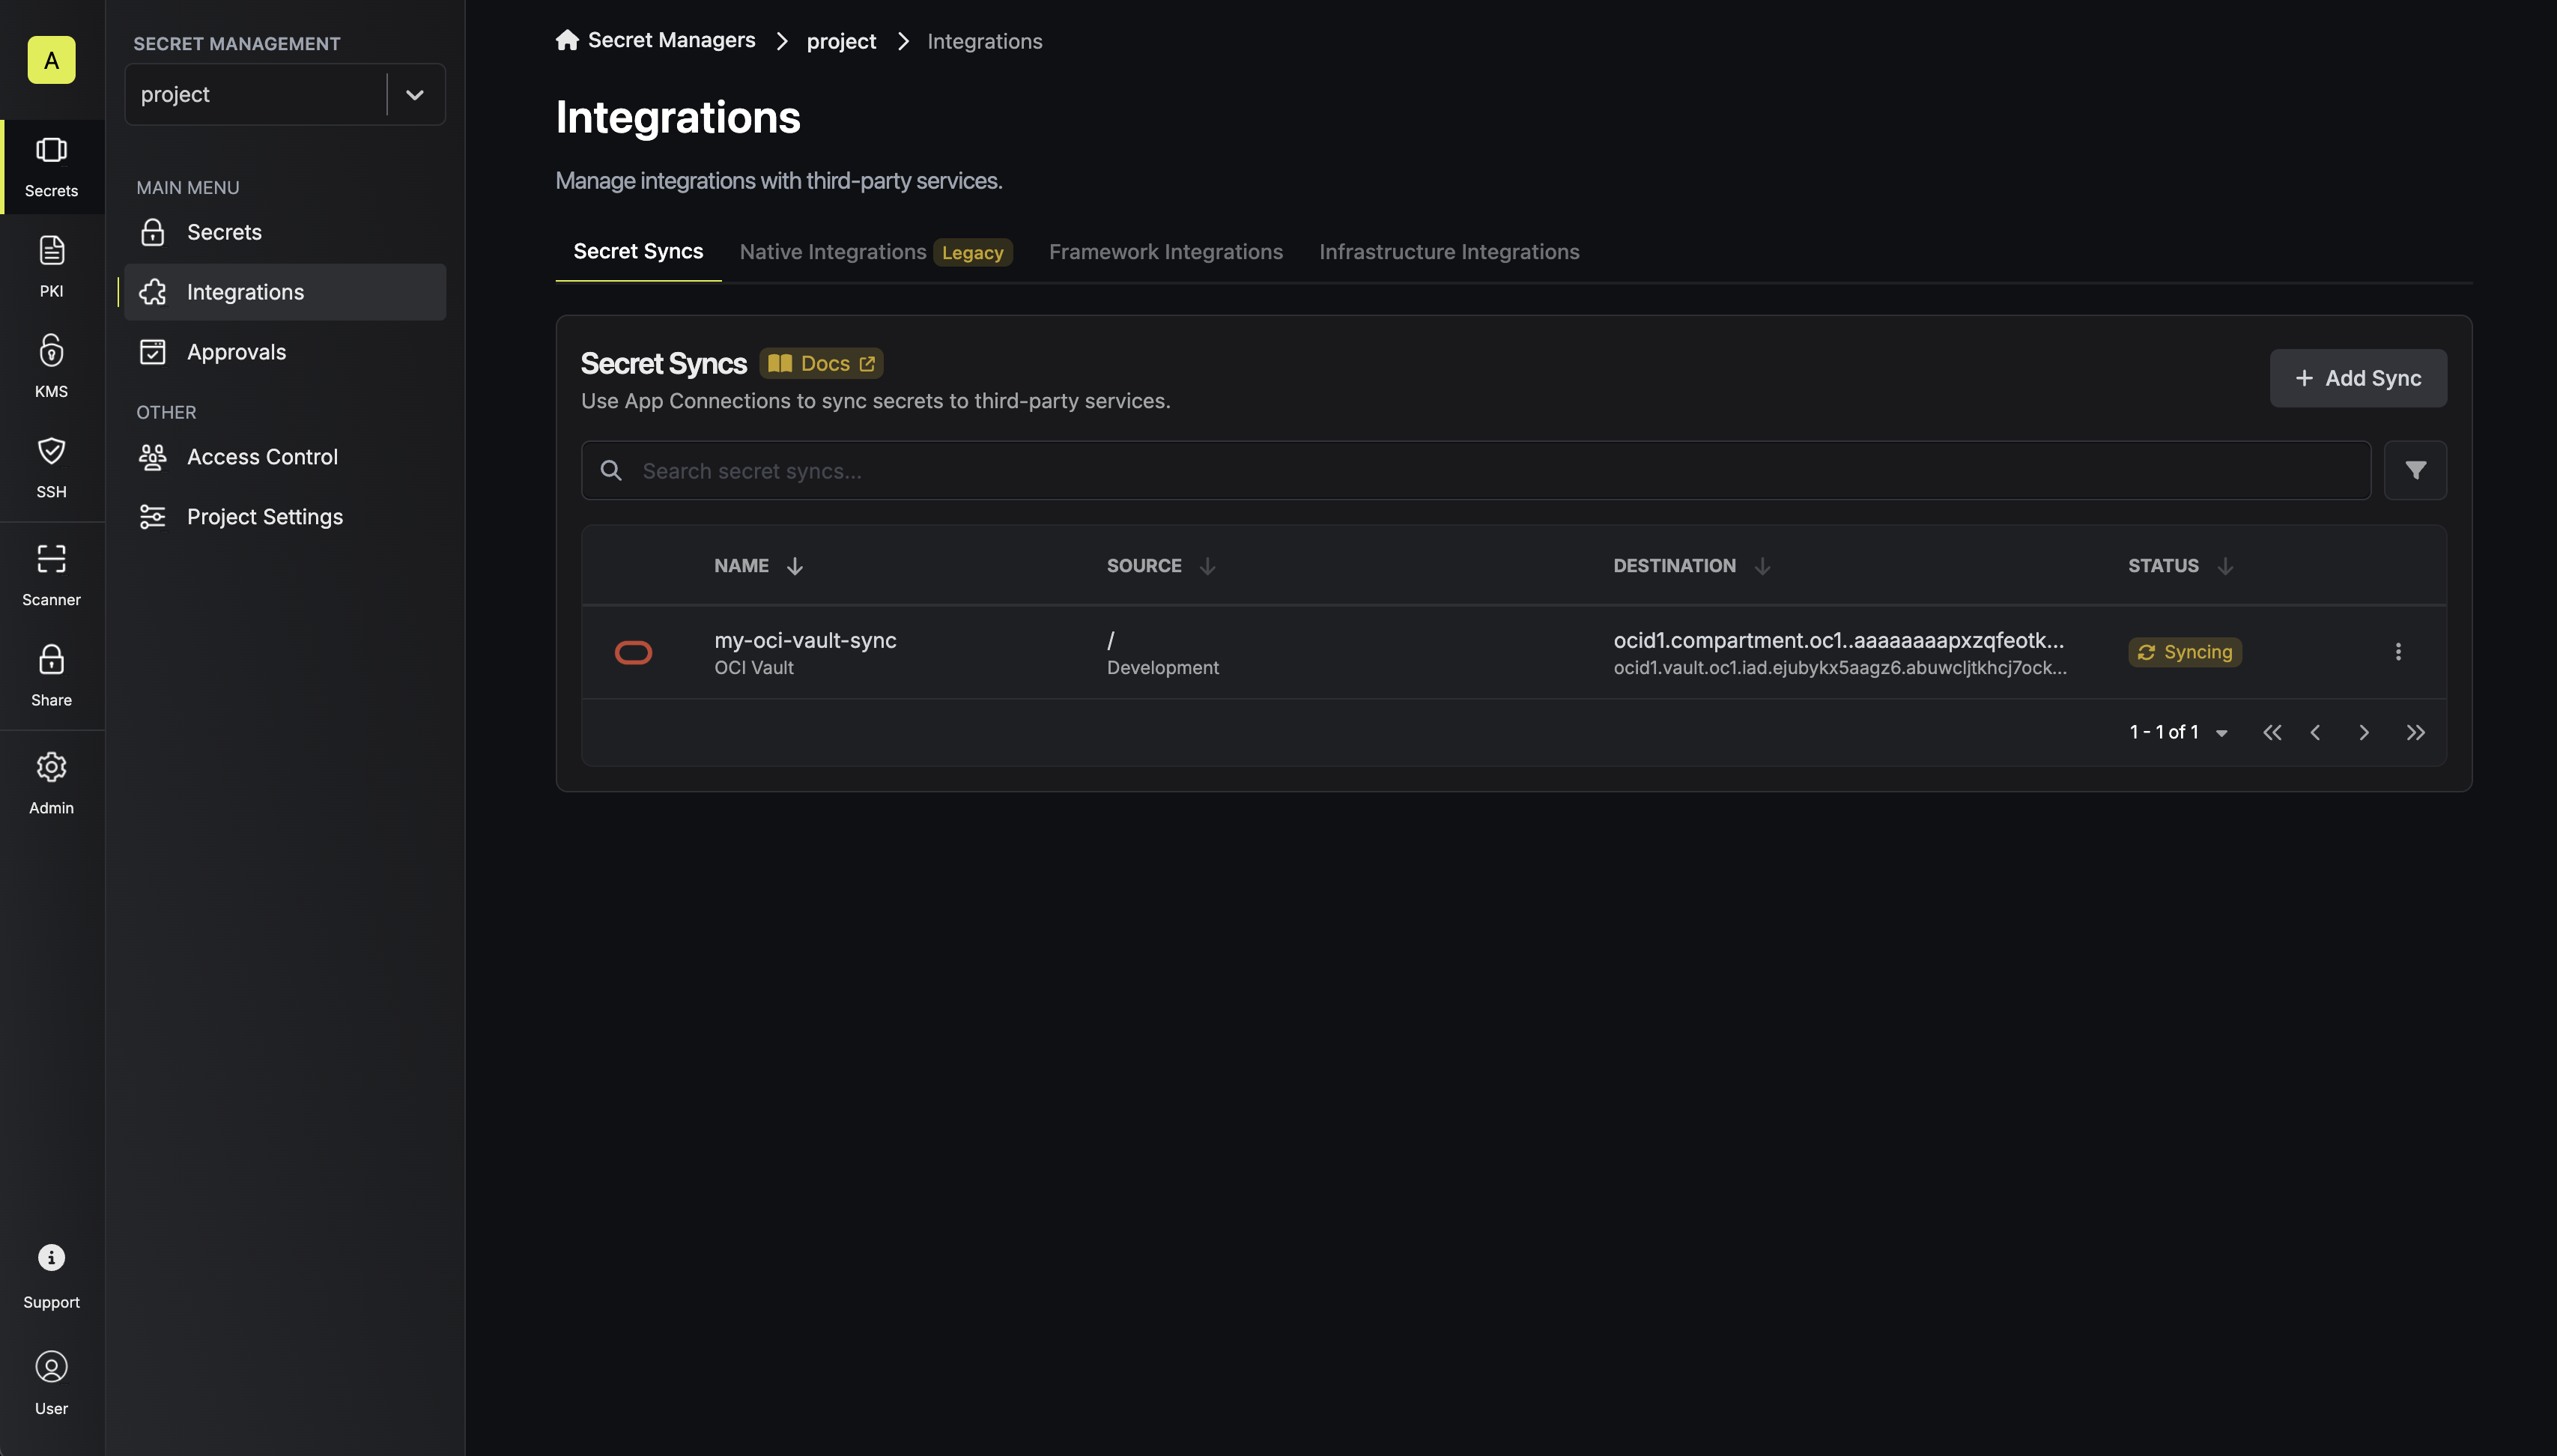 A
Secrets
PKI
KMS
SSH
Scanner
Share
Admin
Support
User
SECRET MANAGEMENT
project
MAIN MENU
Secrets
Integrations
Approvals
OTHER
Access Control
Project Settings
Secret Managers project Integrations
Integrations
Manage integrations with third-party services.
Secret Syncs Native Integrations Legacy Framework Integrations Infrastructure Integrations
Secret Syncs Docs
Use App Connections to sync secrets to third-party services.
+ Add Sync
Search secret syncs...
NAME SOURCE DESTINATION STATUS
my-oci-vault-sync / ocid1.compartment.oc1..aaaaaaaapxzqfeotk... Syncing
OCI Vault Development ocid1.vault.oc1.iad.ejubykx5aagz6.abuwcljtkhcj7ock...
1 - 1 of 1